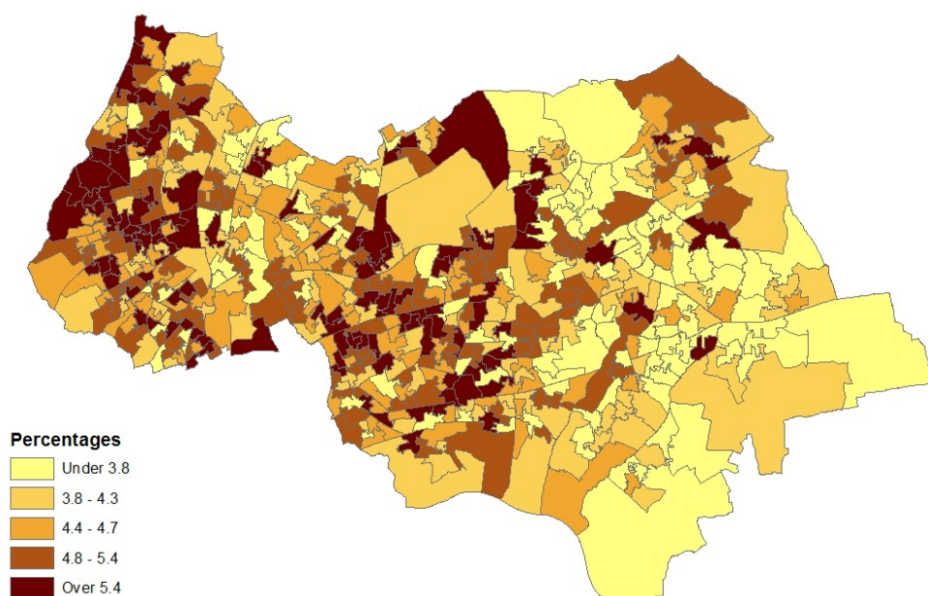 Percentages
Under 3.8
3.8 - 4.3
4.4 - 4.7
4.8 - 5.4
Over 5.4